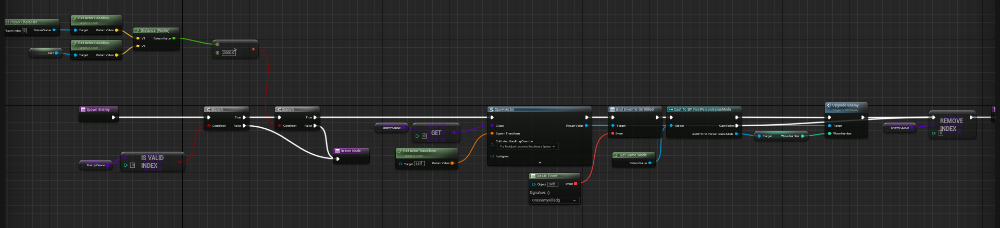 et Player Character
Player Index 0 Return Value
Get Actor Location
Target is Actor
Target Return Value
Get Actor Location
Target is Actor
Self
Target Return Value
Distance (Vector)
V1 Return Value
V2
>
2000.0
Spawn Enemy
Enemy Queue
IS VALID
INDEX
0
Branch
True
Condition False
Branch
True
Condition False
Return Node
Enemy Queue
GET
0
Get Actor Transform
Target is Actor
Target self Return Value
SpawnActor
Class Return Value
Spawn Transform
Collision Handling Override
Try To Adjust Location, But Always Spawn
Instigator
Create Event
Object self Event
Signature: ()
OnEnemyKilled()
Bind Event to On Killed
Target
Event
Get Game Mode
Return Value
Cast To BP_FirstPersonGameMode
Object Cast Failed
As BP First Person Game Mode
Target Wave Number
Upgrade Enemy
Target is BP Enemy
Target
Wave Number
Enemy Queue
REMOVE
INDEX
0